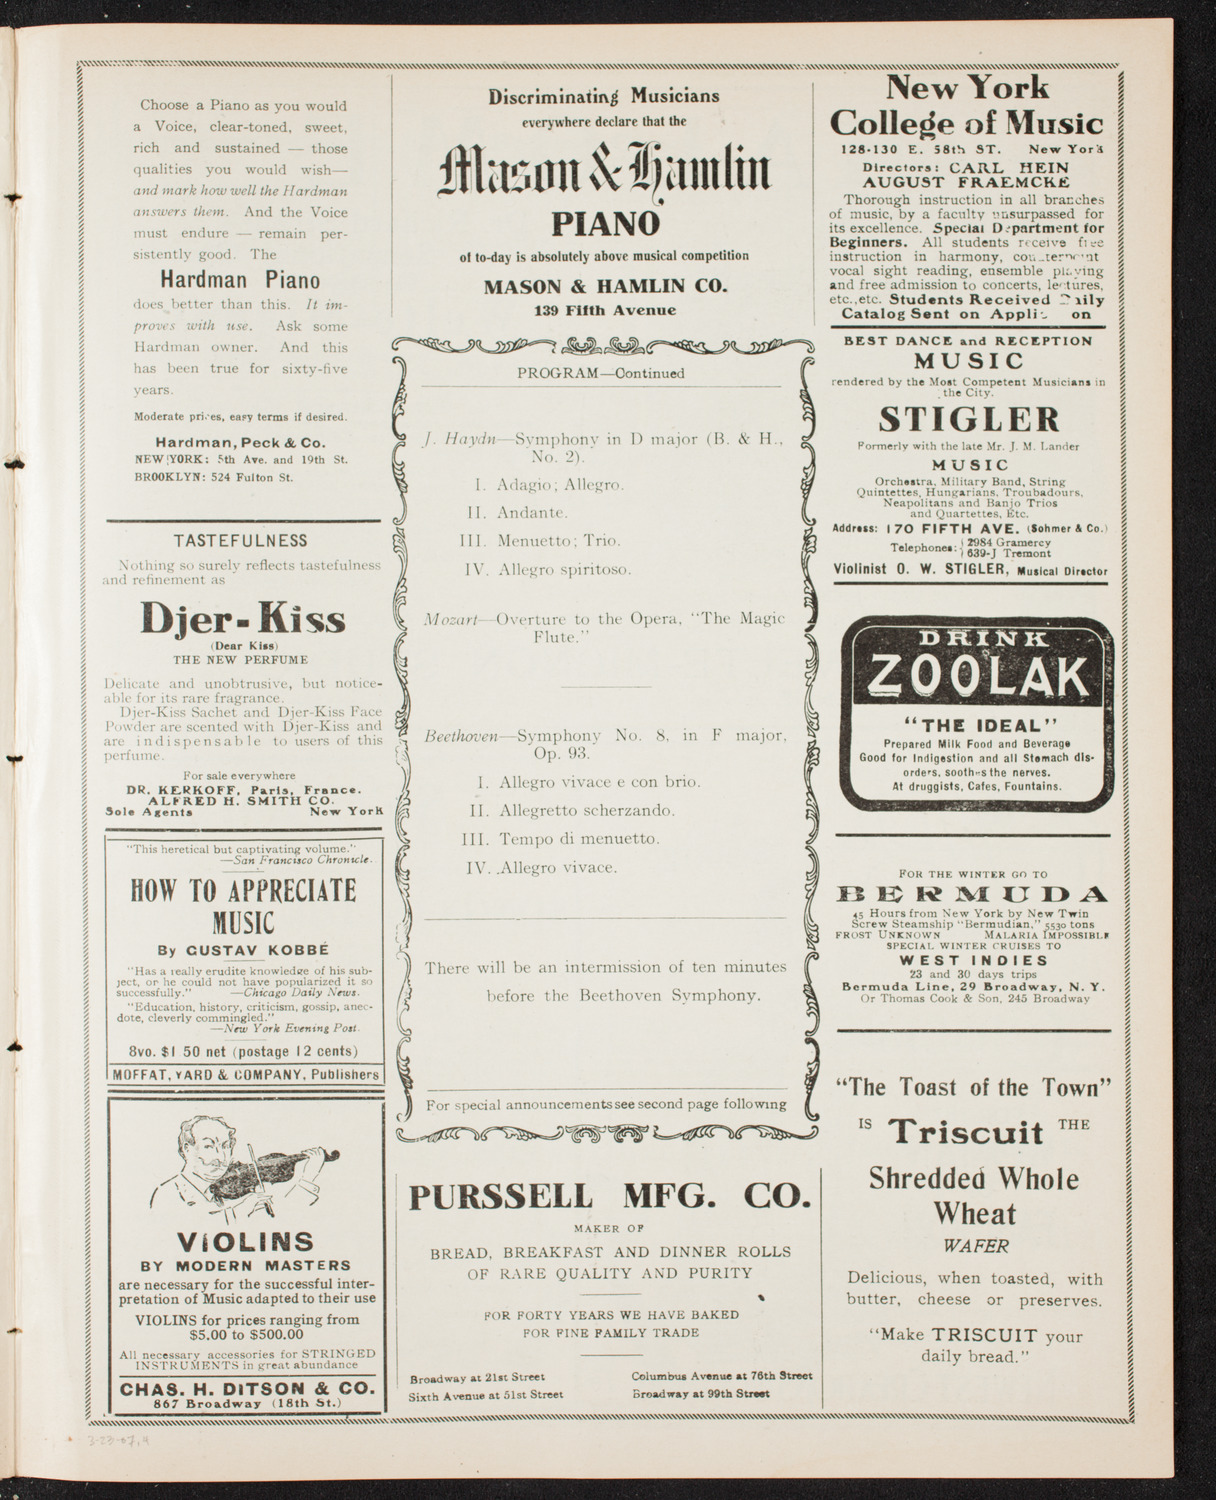 Choose a Piano as you would
a Voice, clear-toned, sweet,
rich and sustained — those
qualities you would wish—
and mark how well the Hardman
answers them. And the Voice
must endure — remain per-
sistently good. The
Hardman Piano
does better than this. It im-
proves with use. Ask some
Hardman owner. And this
has been true for sixty-five
years.
Moderate prices, easy terms if desired.
Hardman, Peck & Co.
NEW YORK: 5th Ave. and 19th St.
BROOKLYN: 524 Fulton St.
TASTEFULNESS
Nothing so surely reflects tastefulness
and refinement as
Djer-Kiss
(Dear Kiss)
THE NEW PERFUME
Delicate and unobtrusive, but notice-
able for its rare fragrance.
Djer-Kiss Sachet and Djer-Kiss Face
Powder are scented with Djer-Kiss and
are indispensable to users of this
perfume.
For sale everywhere
DR. KERKOFF, Paris, France.
ALFRED H. SMITH CO.
Sole Agents New York
"This heretical but captivating volume."
—San Francisco Chronicle.
HOW TO APPRECIATE
MUSIC
By GUSTAV KOBBÉ
"Has a really erudite knowledge of his sub-
ject, or he could not have popularized it so
successfully." —Chicago Daily News.
"Education, history, criticism, gossip, anec-
dote, cleverly commingled."
—New York Evening Post.
8vo. $1 50 net (postage 12 cents)
MOFFAT, YARD & COMPANY, Publishers
VIOLINS
BY MODERN MASTERS
are necessary for the successful inter-
pretation of Music adapted to their use
VIOLINS for prices ranging from
$5.00 to $500.00
All necessary accessories for STRINGED
INSTRUMENTS in great abundance
CHAS. H. DITSON & CO.
867 Broadway (18th St.)
Discriminating Musicians
everywhere declare that the
Mason & Hamlin
PIANO
of to-day is absolutely above musical competition
MASON & HAMLIN CO.
139 Fifth Avenue
PROGRAM—Continued
J. Haydn—Symphony in D major (B. & H.,
No. 2).
I. Adagio; Allegro.
II. Andante.
III. Menuetto; Trio.
IV. Allegro spiritoso.
Mozart—Overture to the Opera, "The Magic
Flute."
Beethoven—Symphony No. 8, in F major,
Op. 93.
I. Allegro vivace e con brio.
II. Allegretto scherzando.
III. Tempo di menuetto.
IV. Allegro vivace.
There will be an intermission of ten minutes
before the Beethoven Symphony.
For special announcements see second page following
PURSSELL MFG. CO.
MAKER OF
BREAD, BREAKFAST AND DINNER ROLLS
OF RARE QUALITY AND PURITY
FOR FORTY YEARS WE HAVE BAKED
FOR FINE FAMILY TRADE
Broadway at 21st Street Columbus Avenue at 76th Street
Sixth Avenue at 51st Street Broadway at 99th Street
New York
College of Music
128-130 E. 58th ST. New York
Directors: CARL HEIN
AUGUST FRAEMCKE
Thorough instruction in all branches
of music, by a faculty unsurpassed for
its excellence. Special Department for
Beginners. All students receive free
instruction in harmony, counterpoint
vocal sight reading, ensemble playing
and free admission to concerts, lectures,
etc., etc. Students Received Daily
Catalog Sent on Appli on
BEST DANCE and RECEPTION
MUSIC
rendered by the Most Competent Musicians in
the City.
STIGLER
Formerly with the late Mr. J. M. Lander
MUSIC
Orchestra, Military Band, String
Quintettes, Hungarians, Troubadours,
Neapolitans and Banjo Trios
and Quartettes, Etc.
Address: 170 FIFTH AVE. (Sohmer & Co.)
Telephones: { 2984 Gramercy
{ 639-J Tremont
Violinist O. W. STIGLER, Musical Director
DRINK
ZOOLAK
"THE IDEAL"
Prepared Milk Food and Beverage
Good for Indigestion and all Stomach dis-
orders, soothes the nerves.
At druggists, Cafes, Fountains.
FOR THE WINTER GO TO
BERMUDA
45 Hours from New York by New Twin
Screw Steamship "Bermudian," 5530 tons
FROST UNKNOWN MALARIA IMPOSSIBLE
SPECIAL WINTER CRUISES TO
WEST INDIES
23 and 30 days trips
Bermuda Line, 29 Broadway, N. Y.
Or Thomas Cook & Son, 245 Broadway
"The Toast of the Town"
IS Triscuit THE
Shredded Whole
Wheat
WAFER
Delicious, when toasted, with
butter, cheese or preserves.
"Make TRISCUIT your
daily bread."
3-23-07,4